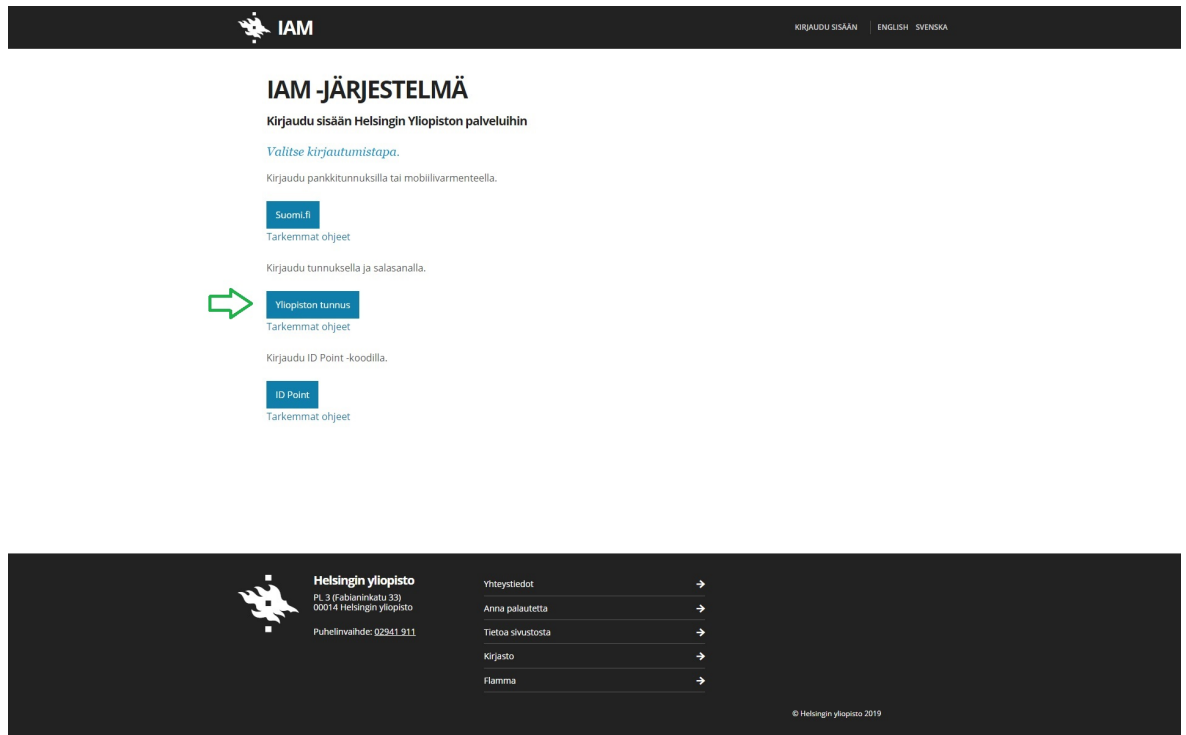 IAM
KIRJAUDU SISÄÄN
ENGLISH SVENSKA
IAM -JÄRJESTELMÄ
Kirjaudu sisään Helsingin Yliopiston palveluihin
Valitse kirjautumistapa.
Kirjaudu pankkitunnuksilla tai mobiilivarmenteella.
Suomi.fi
Tarkemmat ohjeet
Kirjaudu tunnuksella ja salasanalla.
Yliopiston tunnus
Tarkemmat ohjeet
Kirjaudu ID Point -koodilla.
ID Point
Tarkemmat ohjeet
Helsingin yliopisto
PL 3 (Fabianinkatu 33)
00014 Helsingin yliopisto
Puhelinvaihde: 02941 911
Yhteystiedot
Anna palautetta
Tietoa sivustosta
Kirjasto
Flamma
© Helsingin yliopisto 2019